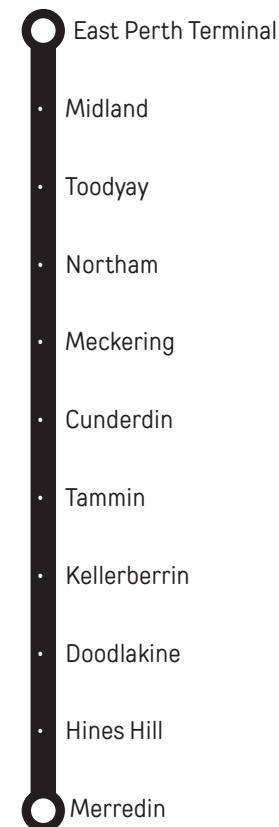 East Perth Terminal
Midland
Toodyay
Northam
Meckering
Cunderdin
Tammin
Kellerberrin
Doodlakine
Hines Hill
Merredin